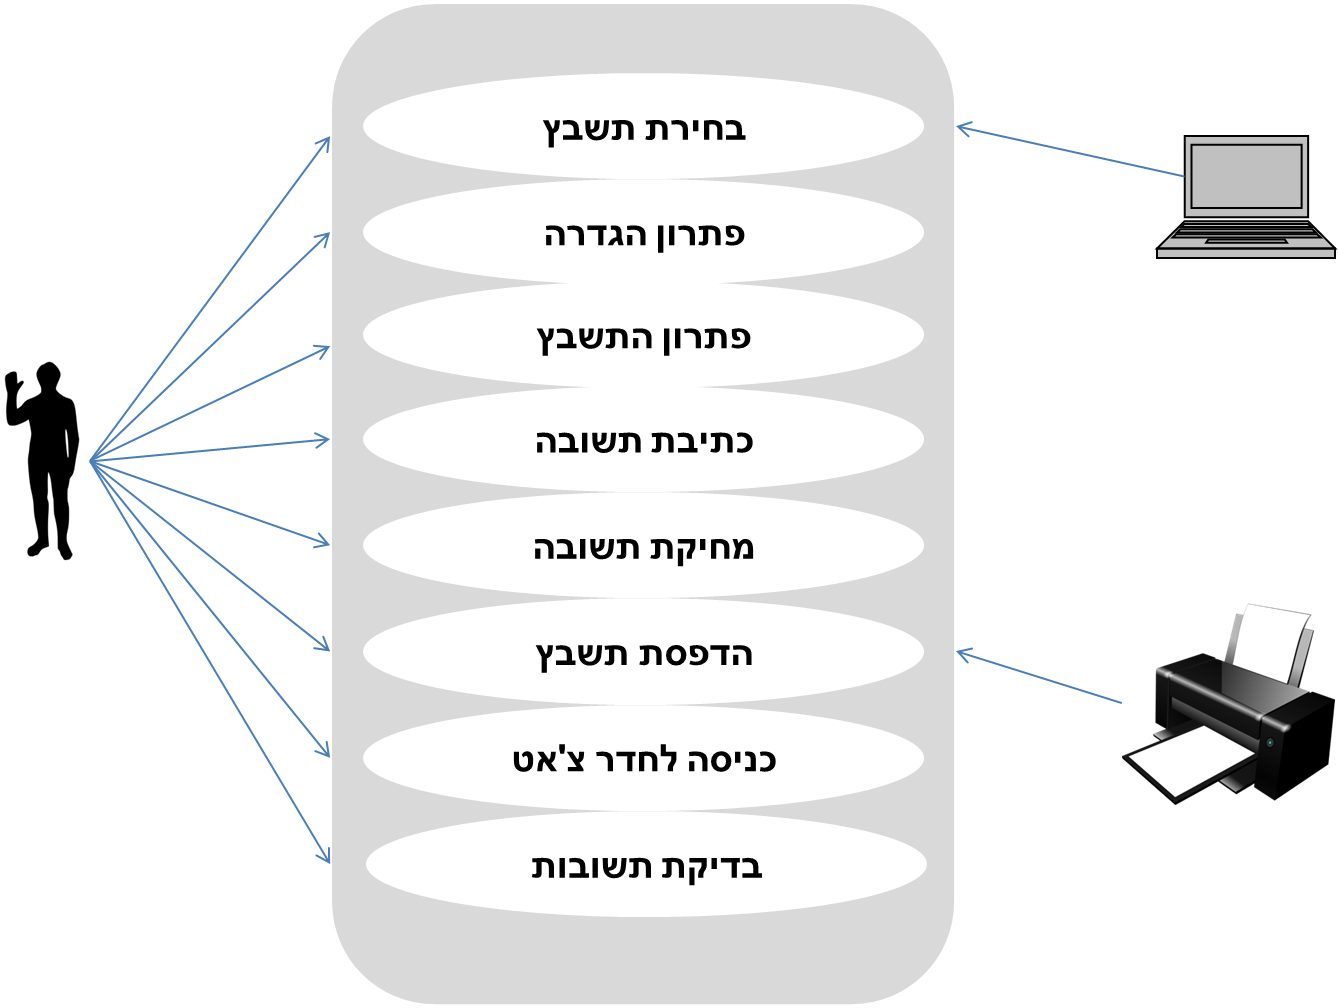 בחירת תשבץ
פתרון הגדרה
פתרון התשבץ
כתיבת תשובה
מחיקת תשובה
הדפסת תשבץ
כניסה לחדר צ'אט
בדיקת תשובות